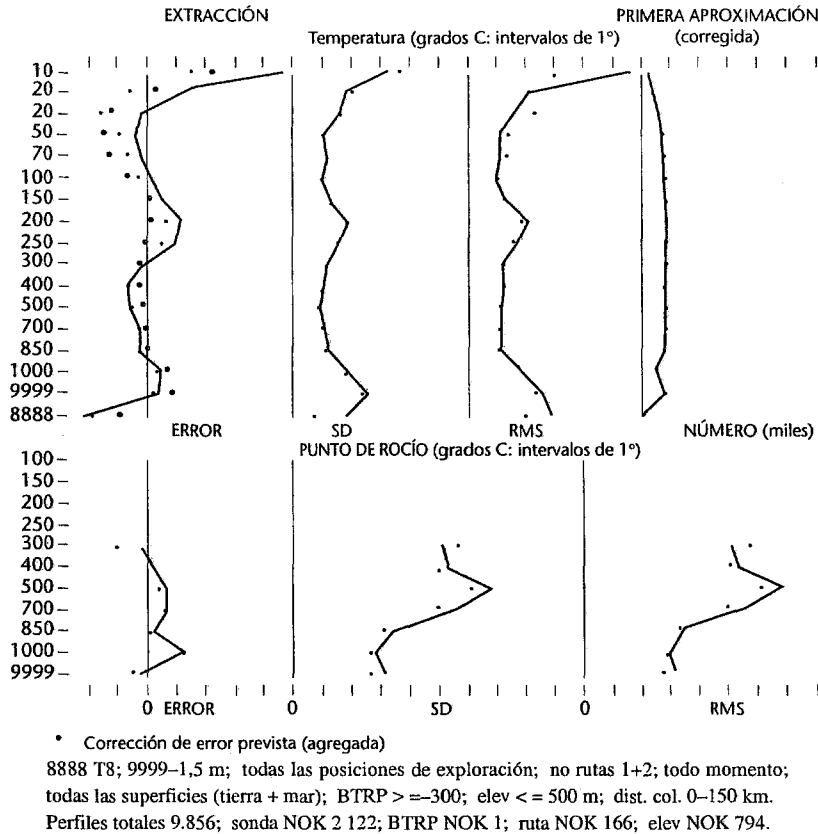 EXTRACCIÓN
PRIMERA APROXIMACIÓN
Temperatura (grados C: intervalos de 1°)
(corregida)
10
20
20
50
70
100
150
200
250
300
400
500
700
850
1000
9999
8888
ERROR SD RMS NÚMERO (miles)
PUNTO DE ROCÍO (grados C: intervalos de 1°)
100
150
200
250
300
400
500
700
850
1000
9999
0 ERROR 0 SD 0 RMS
• Corrección de error prevista (agregada)
8888 T8; 9999–1,5 m; todas las posiciones de exploración; no rutas 1+2; todo momento;
todas las superficies (tierra + mar); BTRP > =–300; elev < = 500 m; dist. col. 0–150 km.
Perfiles totales 9.856; sonda NOK 2 122; BTRP NOK 1; ruta NOK 166; elev NOK 794.